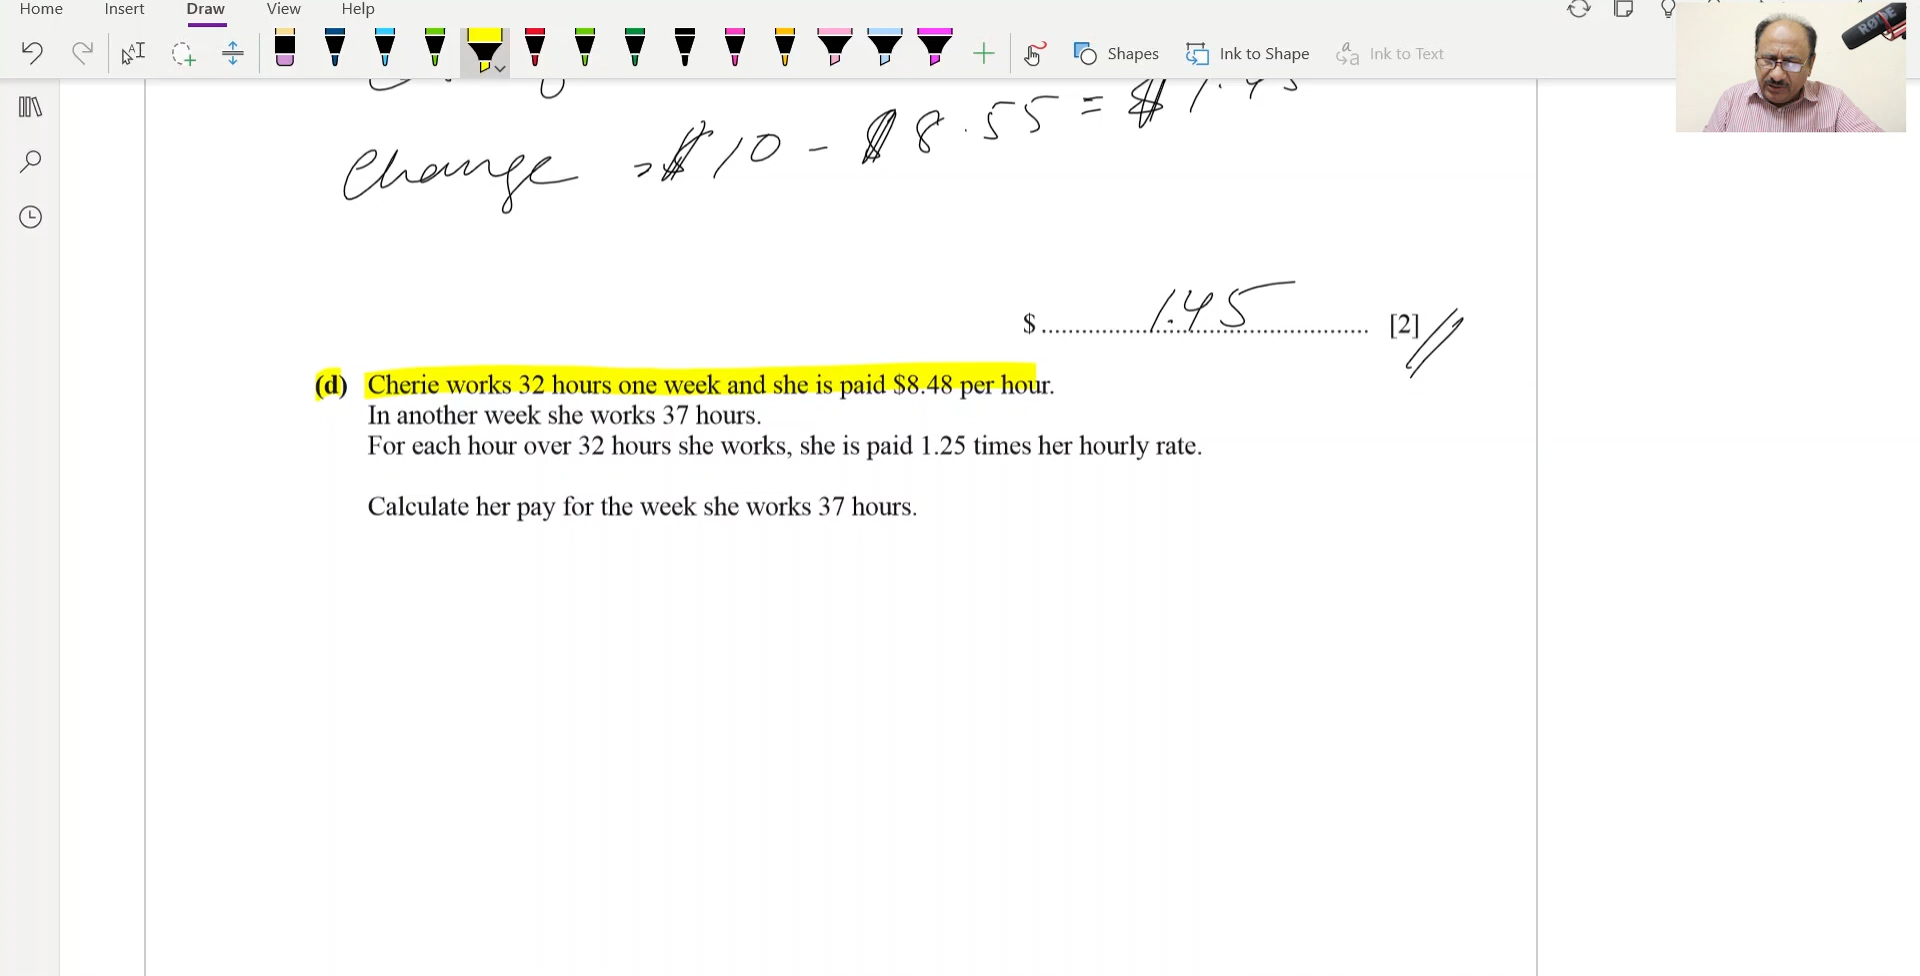 Home Insert Draw View Help
Shapes Ink to Shape Ink to Text
RØDE
Change = $10 - $8.55 = $1.45
$ 1.45 [2]
(d) Cherie works 32 hours one week and she is paid $8.48 per hour.
In another week she works 37 hours.
For each hour over 32 hours she works, she is paid 1.25 times her hourly rate.
Calculate her pay for the week she works 37 hours.